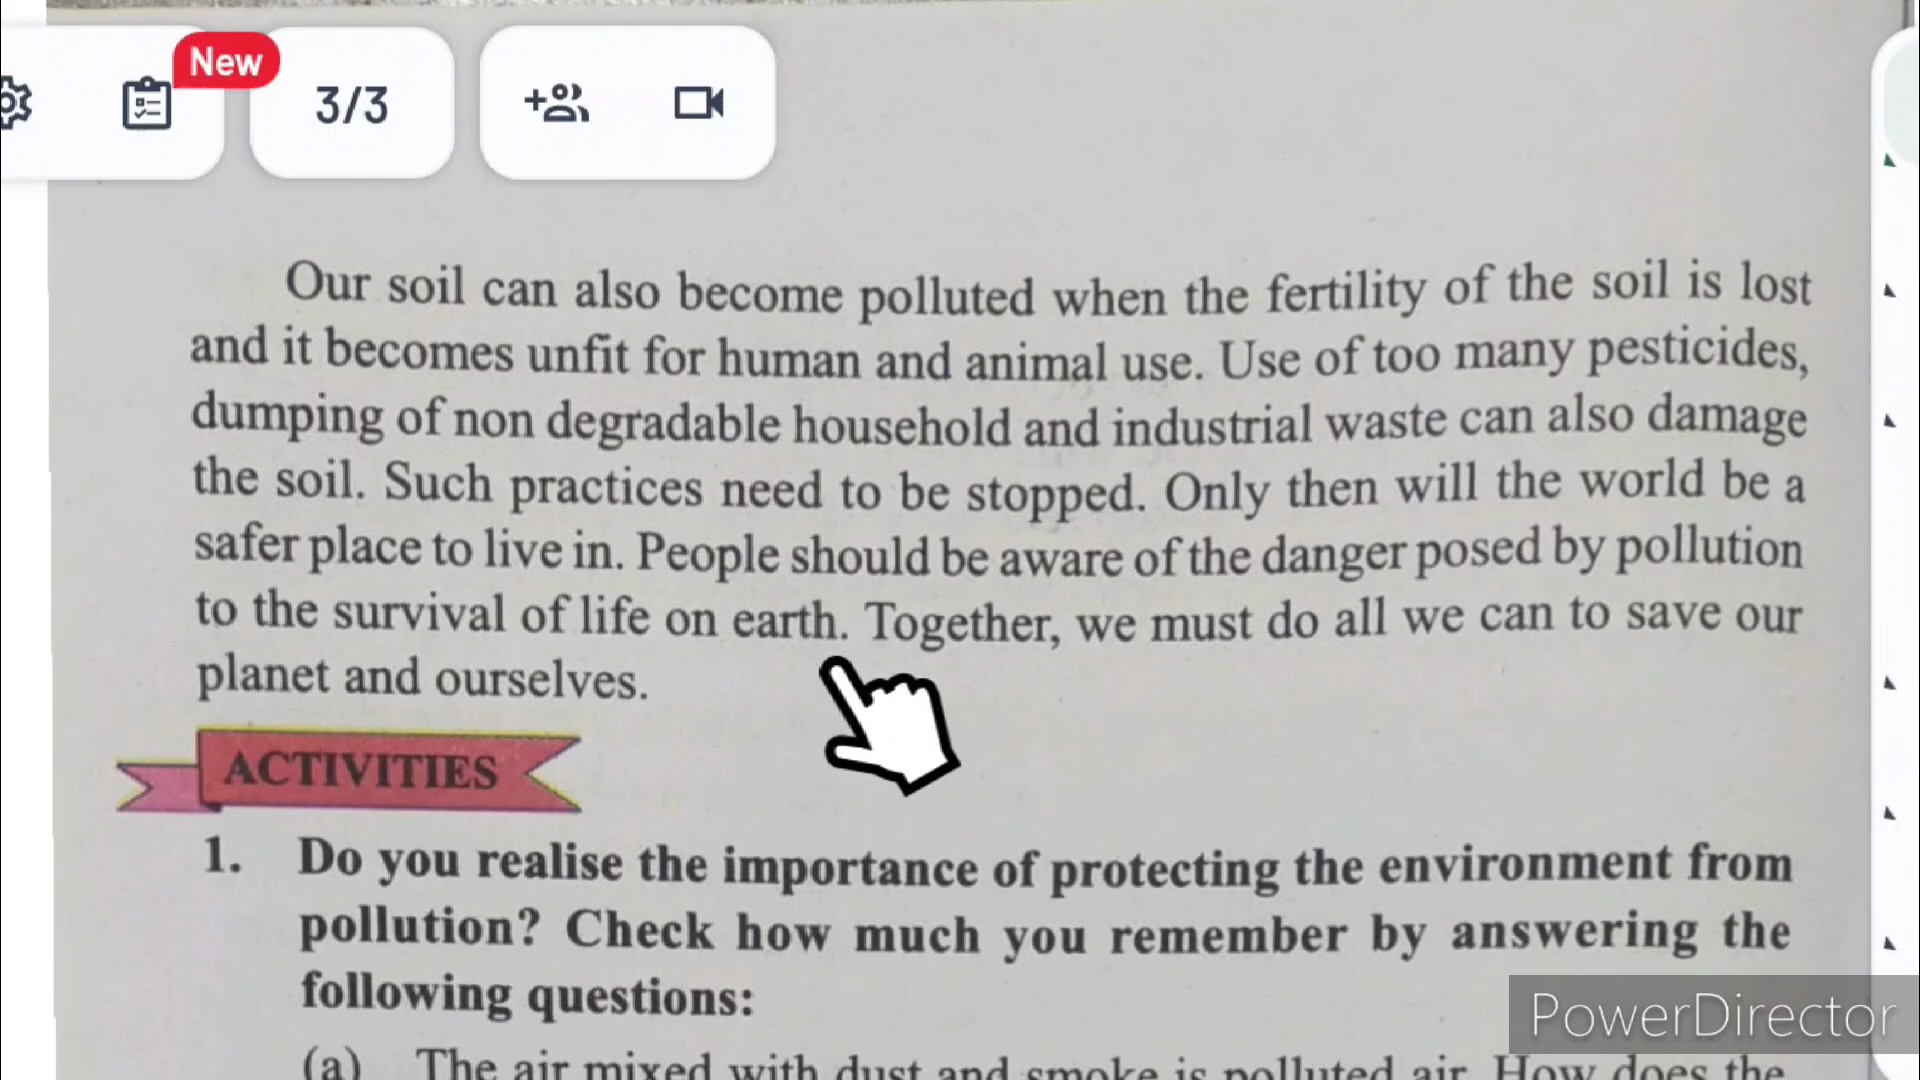 New
3/3
Our soil can also become polluted when the fertility of the soil is lost
and it becomes unfit for human and animal use. Use of too many pesticides,
dumping of non degradable household and industrial waste can also damage
the soil. Such practices need to be stopped. Only then will the world be a
safer place to live in. People should be aware of the danger posed by pollution
to the survival of life on earth. Together, we must do all we can to save our
planet and ourselves.
ACTIVITIES
1. Do you realise the importance of protecting the environment from
pollution? Check how much you remember by answering the
following questions:
(a) The air mixed with dust and smoke is polluted air. How does the
PowerDirector